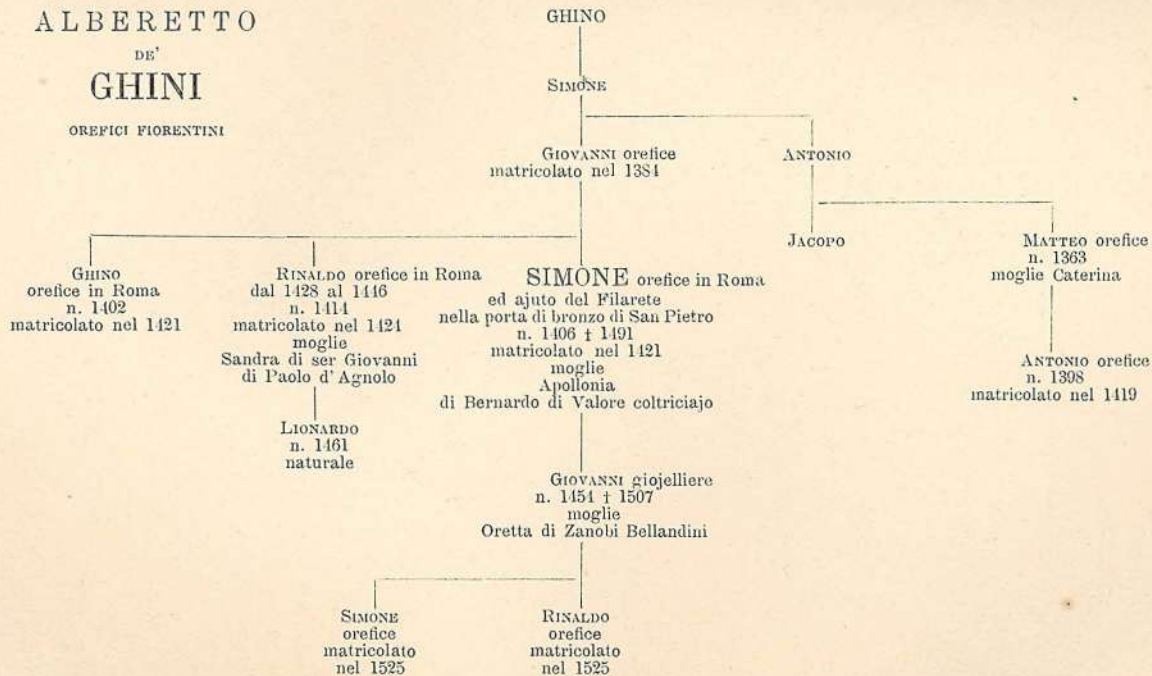 ALBERETTO
DE'
GHINI
OREFICI FIORENTINI
GHINO
SIMONE
GIOVANNI orefice
matricolato nel 1384
ANTONIO
JACOPO
MATTEO orefice
n. 1363
moglie Caterina
ANTONIO orefice
n. 1398
matricolato nel 1419
GHINO
orefice in Roma
n. 1402
matricolato nel 1421
RINALDO orefice in Roma
dal 1428 al 1446
n. 1414
matricolato nel 1424
moglie
Sandra di ser Giovanni
di Paolo d'Agnolo
LIONARDO
n. 1461
naturale
SIMONE orefice in Roma
ed ajuto del Filarete
nella porta di bronzo di San Pietro
n. 1406 † 1491
matricolato nel 1421
moglie
Apollonia
di Bernardo di Valore coltriciajo
GIOVANNI giojelliere
n. 1454 † 1507
moglie
Oretta di Zanobi Bellandini
SIMONE
orefice
matricolato
nel 1525
RINALDO
orefice
matricolato
nel 1525